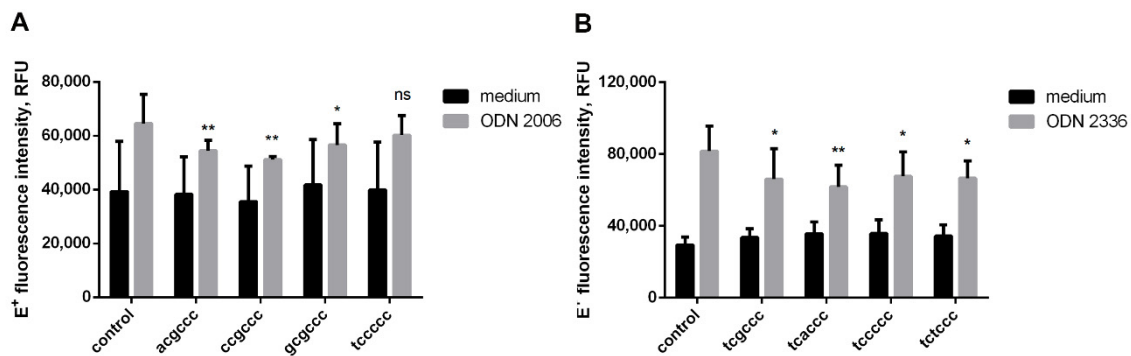 A
B
E+ fluorescence intensity, RFU
80,000
60,000
40,000
20,000
0
** ** * ns
control acgccc ccgccc gcgccc tccccc
medium
ODN 2006
E- fluorescence intensity, RFU
120,000
80,000
40,000
0
* ** * *
control tcgccc tcaccc tccccc tctccc
medium
ODN 2336